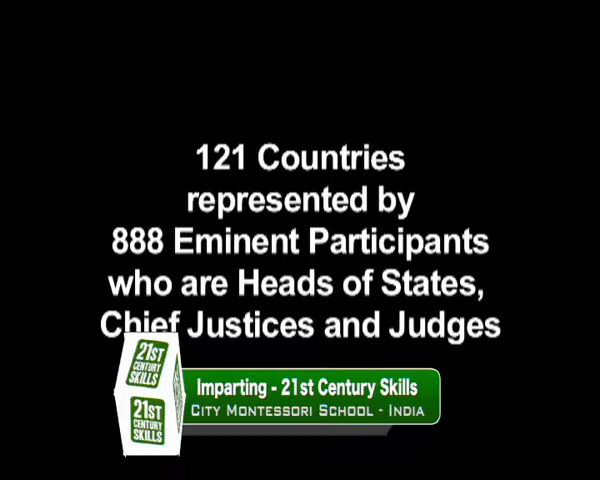 121 Countries
represented by
888 Eminent Participants
who are Heads of States,
Chief Justices and Judges
21ST
CENTURY
SKILLS
21ST
CENTURY
SKILLS
Imparting - 21st Century Skills
CITY MONTESSORI SCHOOL - INDIA